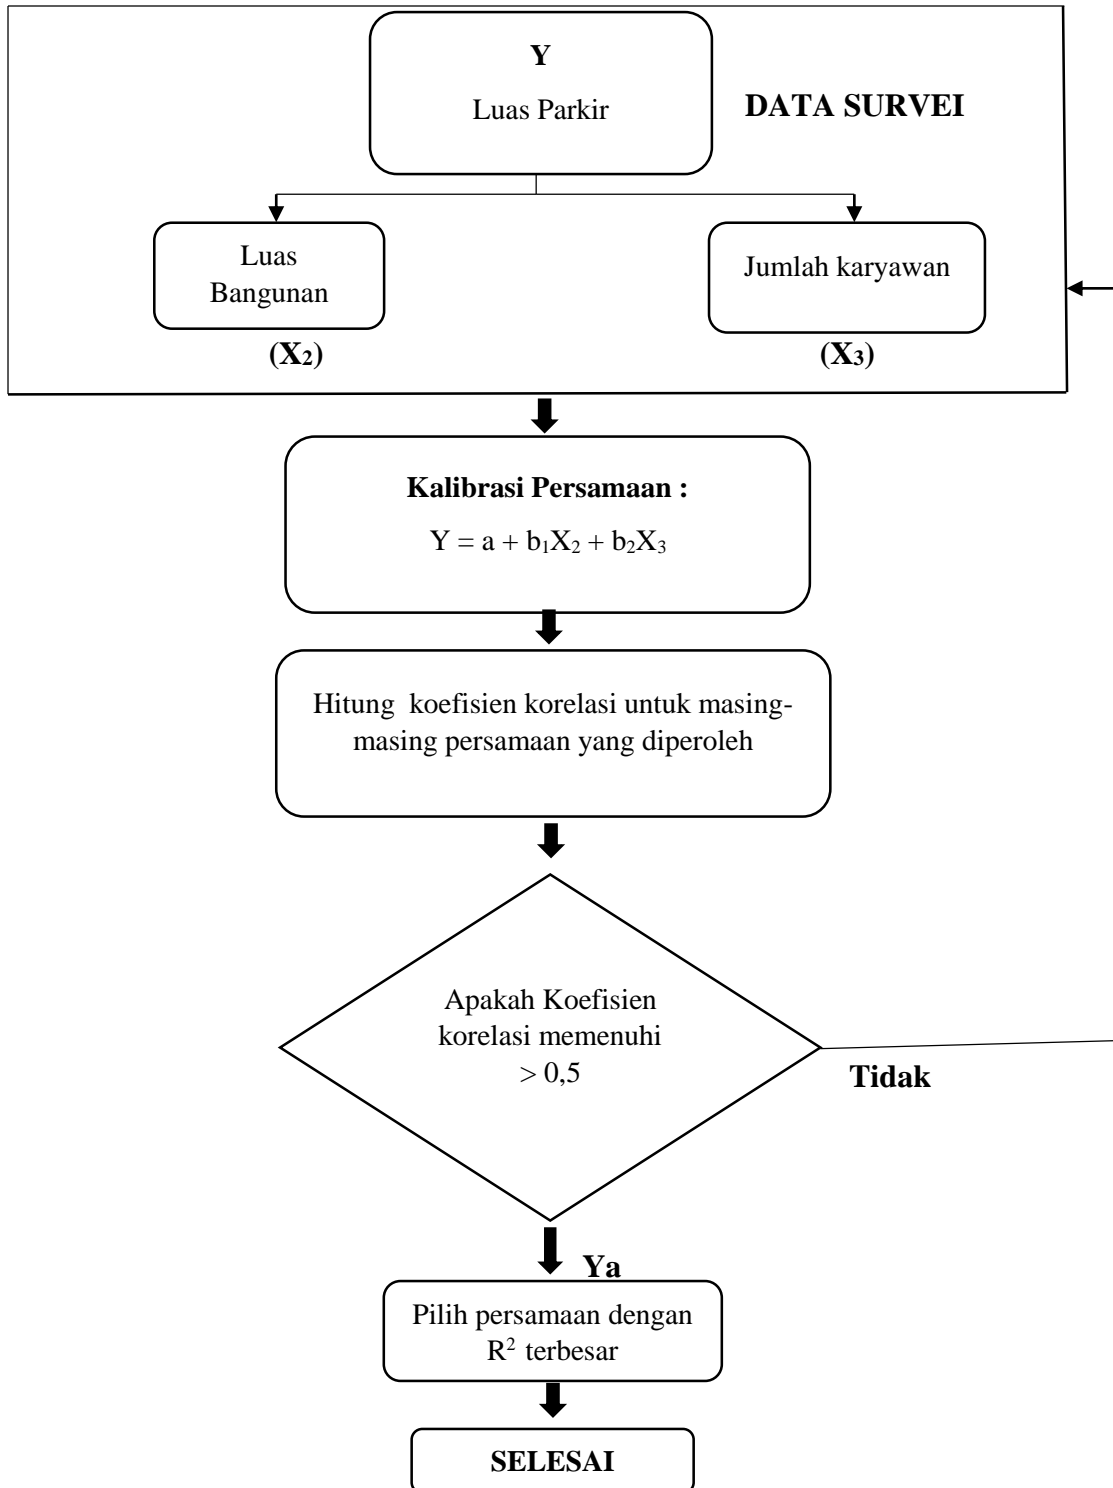 Y
Luas Parkir
DATA SURVEI
Luas
Bangunan
Jumlah karyawan
(X₂)
(X₃)
Kalibrasi Persamaan :
Y = a + b₁X₂ + b₂X₃
Hitung koefisien korelasi untuk masing-
masing persamaan yang diperoleh
Apakah Koefisien
korelasi memenuhi
> 0,5
Tidak
Ya
Pilih persamaan dengan
R² terbesar
SELESAI